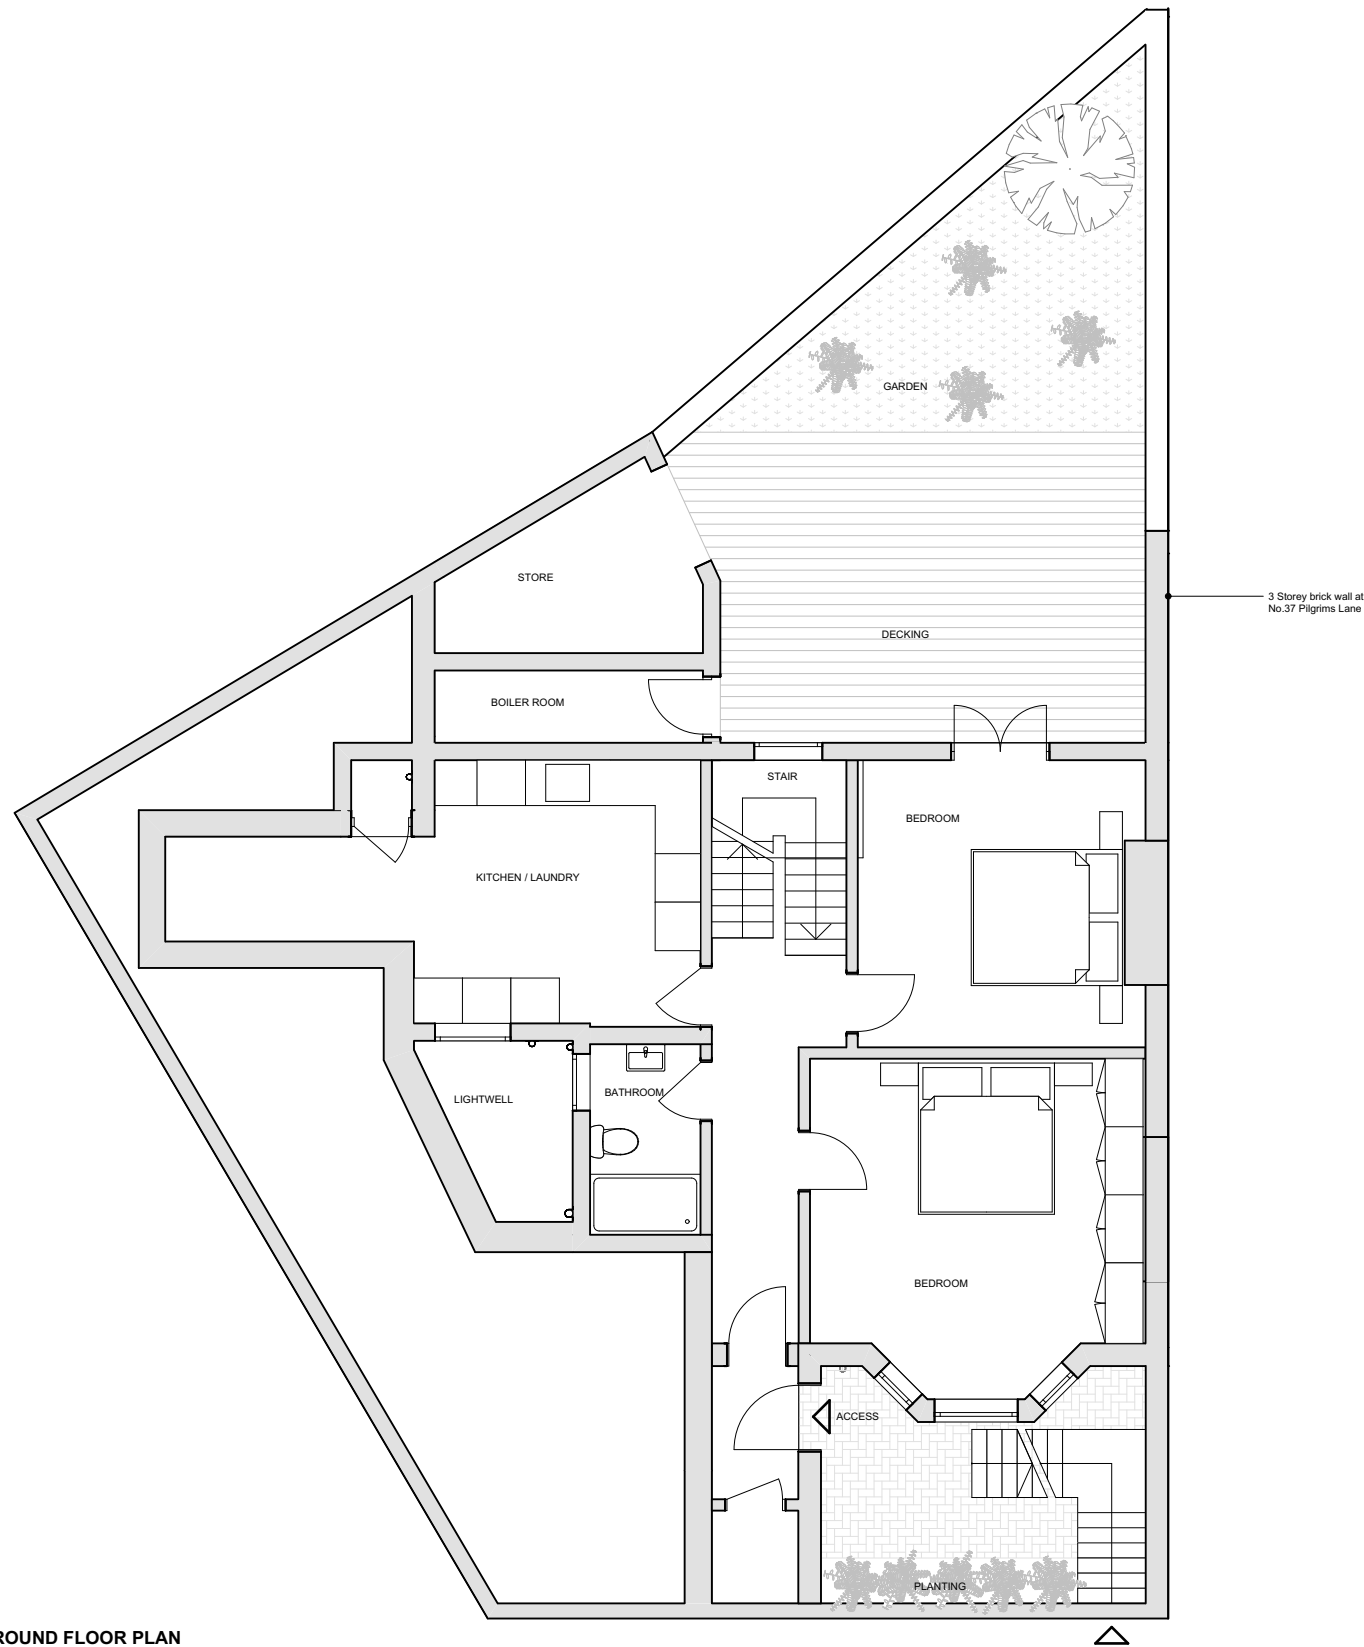 GARDEN
STORE
3 Storey brick wall at
No.37 Pilgrims Lane
DECKING
BOILER ROOM
STAIR
BEDROOM
KITCHEN / LAUNDRY
BATHROOM
LIGHTWELL
BEDROOM
ACCESS
PLANTING
ROUND FLOOR PLAN